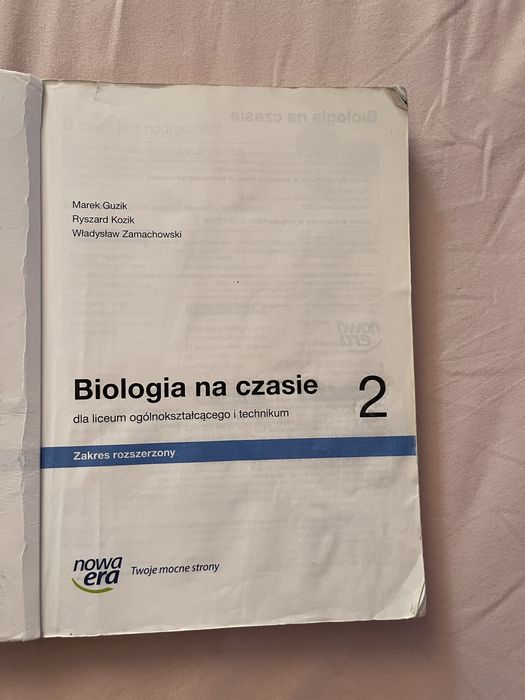 Marek Guzik
Ryszard Kozik
Władysław Zamachowski
Biologia na czasie 2
dla liceum ogólnokształcącego i technikum
Zakres rozszerzony
nowa era Twoje mocne strony